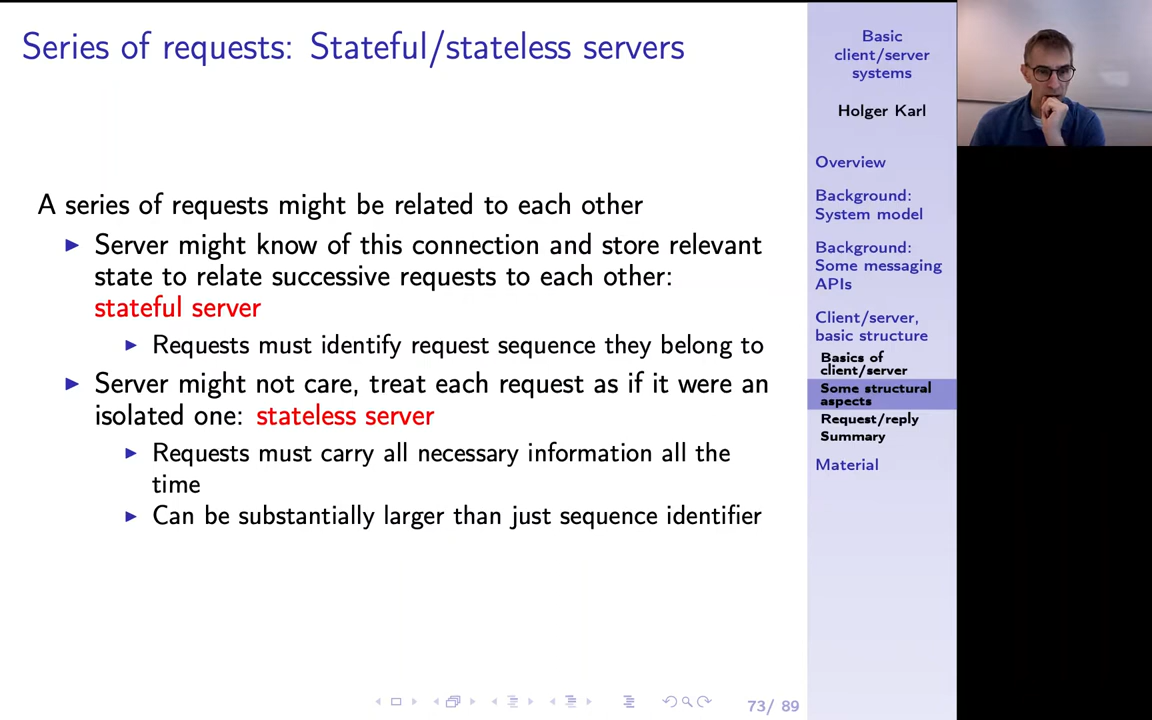 Series of requests: Stateful/stateless servers
A series of requests might be related to each other
Server might know of this connection and store relevant
state to relate successive requests to each other:
stateful server
Requests must identify request sequence they belong to
Server might not care, treat each request as if it were an
isolated one: stateless server
Requests must carry all necessary information all the
time
Can be substantially larger than just sequence identifier
73/ 89
Basic
client/server
systems
Holger Karl
Overview
Background:
System model
Background:
Some messaging
APIs
Client/server,
basic structure
Basics of
client/server
Some structural
aspects
Request/reply
Summary
Material